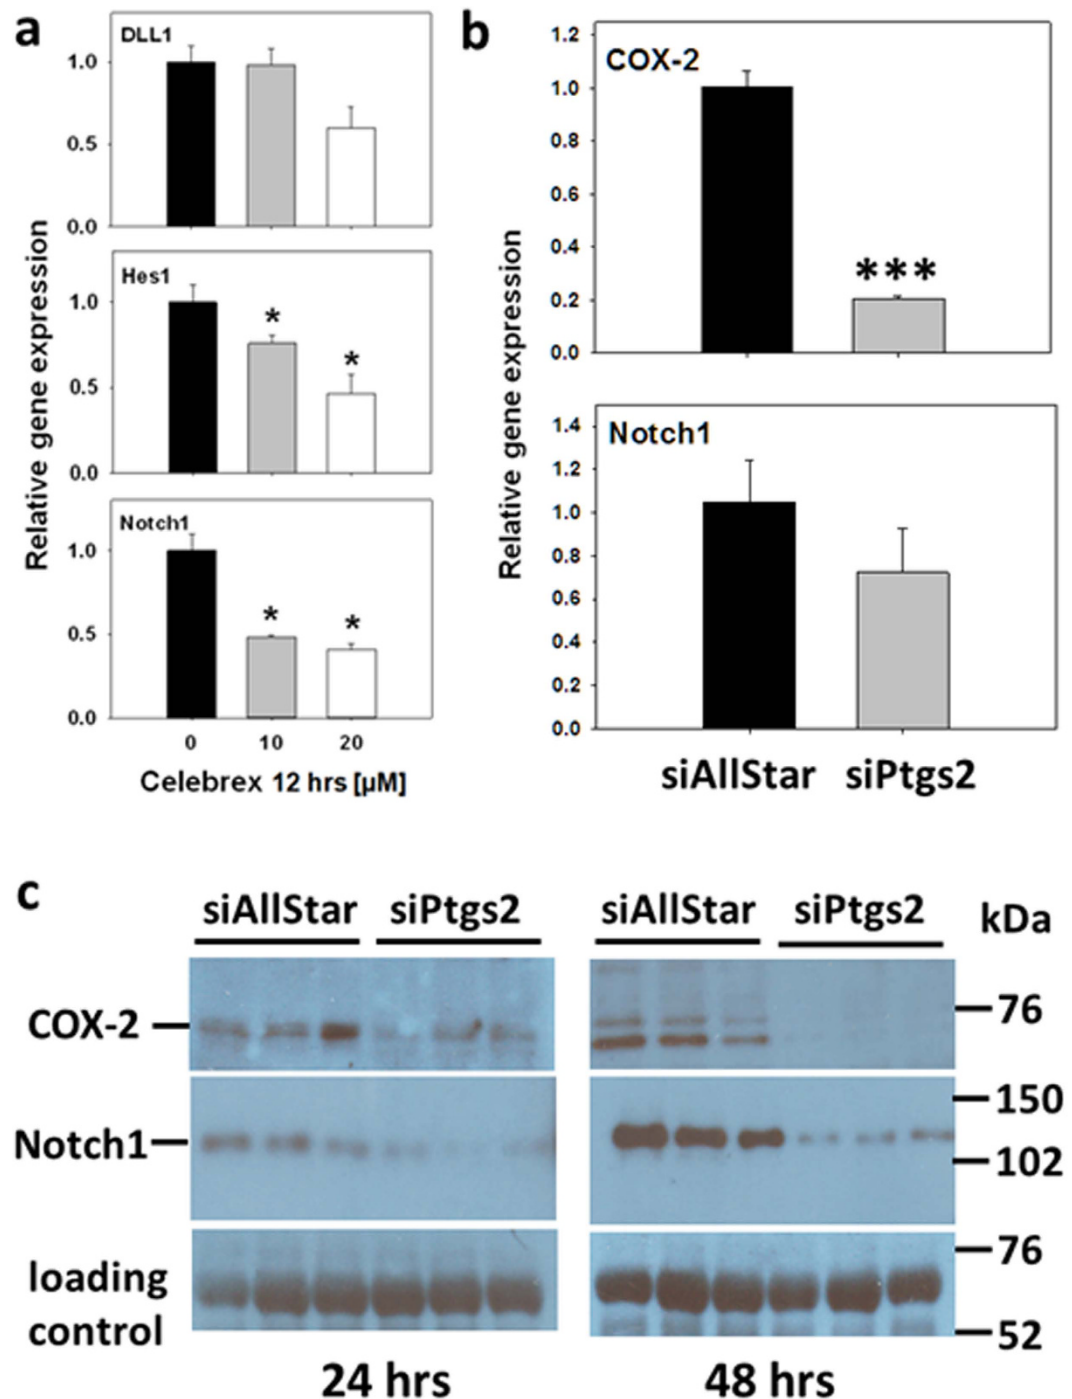 a
DLL1
1.0
0.5
0.0
Hes1
1.0
*
*
0.5
0.0
Notch1
1.0
*
*
0.5
0.0
0 10 20
Celebrex 12 hrs [µM]
Relative gene expression
b
1.2
COX-2
1.0
0.8
0.6
0.4
***
0.2
0.0
1.4
Notch1
1.2
1.0
0.8
0.6
0.4
0.2
0.0
siAllStar siPtgs2
Relative gene expression
c
siAllStar siPtgs2 siAllStar siPtgs2 kDa
COX-2
76
150
Notch1
102
76
loading
control
52
24 hrs 48 hrs